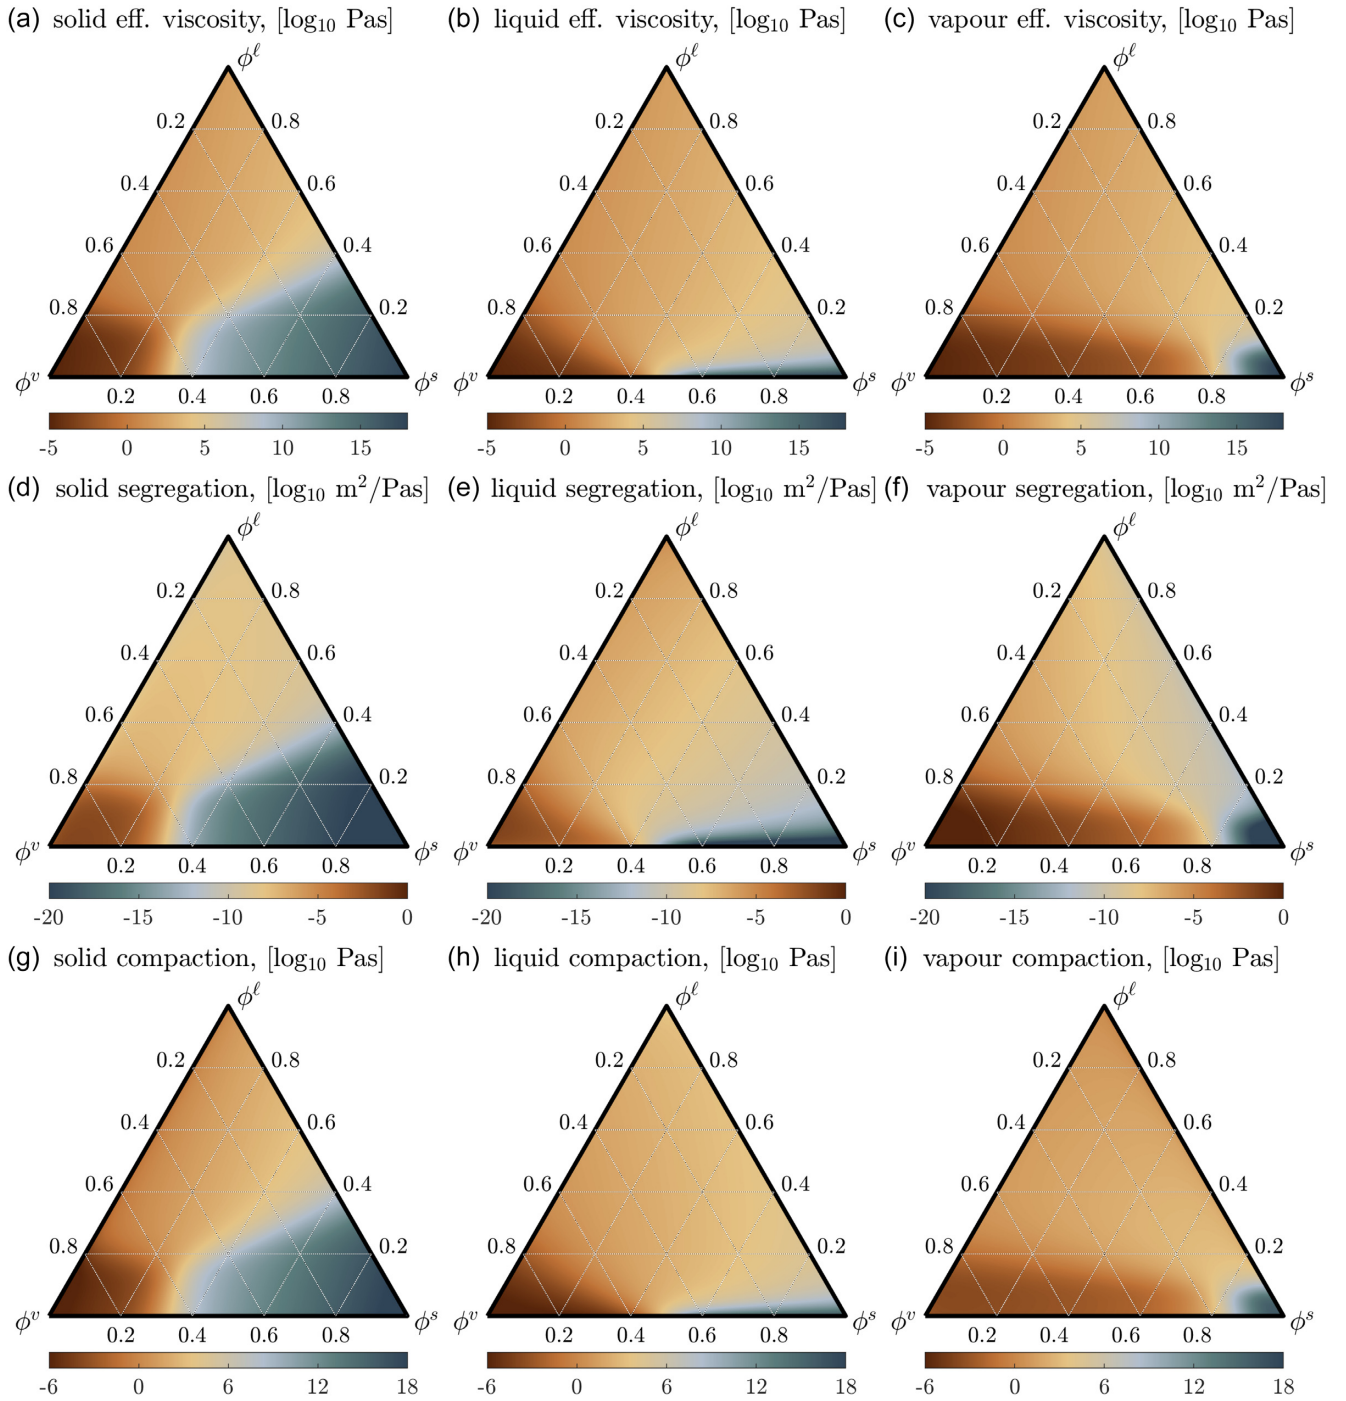 (a) solid eff. viscosity, [log₁₀ Pas] (b) liquid eff. viscosity, [log₁₀ Pas] (c) vapour eff. viscosity, [log₁₀ Pas]
ϕˡ ϕˡ ϕˡ
0.2 0.8 0.2 0.8 0.2 0.8
0.4 0.6 0.4 0.6 0.4 0.6
0.6 0.4 0.6 0.4 0.6 0.4
0.8 0.2 0.8 0.2 0.8 0.2
ϕᵛ ϕˢ ϕᵛ ϕˢ ϕᵛ ϕˢ
0.2 0.4 0.6 0.8 0.2 0.4 0.6 0.8 0.2 0.4 0.6 0.8
-5 0 5 10 15 -5 0 5 10 15 -5 0 5 10 15
(d) solid segregation, [log₁₀ m²/Pas] (e) liquid segregation, [log₁₀ m²/Pas] (f) vapour segregation, [log₁₀ m²/Pas]
ϕˡ ϕˡ ϕˡ
0.2 0.8 0.2 0.8 0.2 0.8
0.4 0.6 0.4 0.6 0.4 0.6
0.6 0.4 0.6 0.4 0.6 0.4
0.8 0.2 0.8 0.2 0.8 0.2
ϕᵛ ϕˢ ϕᵛ ϕˢ ϕᵛ ϕˢ
0.2 0.4 0.6 0.8 0.2 0.4 0.6 0.8 0.2 0.4 0.6 0.8
-20 -15 -10 -5 0 -20 -15 -10 -5 0 -20 -15 -10 -5 0
(g) solid compaction, [log₁₀ Pas] (h) liquid compaction, [log₁₀ Pas] (i) vapour compaction, [log₁₀ Pas]
ϕˡ ϕˡ ϕˡ
0.2 0.8 0.2 0.8 0.2 0.8
0.4 0.6 0.4 0.6 0.4 0.6
0.6 0.4 0.6 0.4 0.6 0.4
0.8 0.2 0.8 0.2 0.8 0.2
ϕᵛ ϕˢ ϕᵛ ϕˢ ϕᵛ ϕˢ
0.2 0.4 0.6 0.8 0.2 0.4 0.6 0.8 0.2 0.4 0.6 0.8
-6 0 6 12 18 -6 0 6 12 18 -6 0 6 12 18